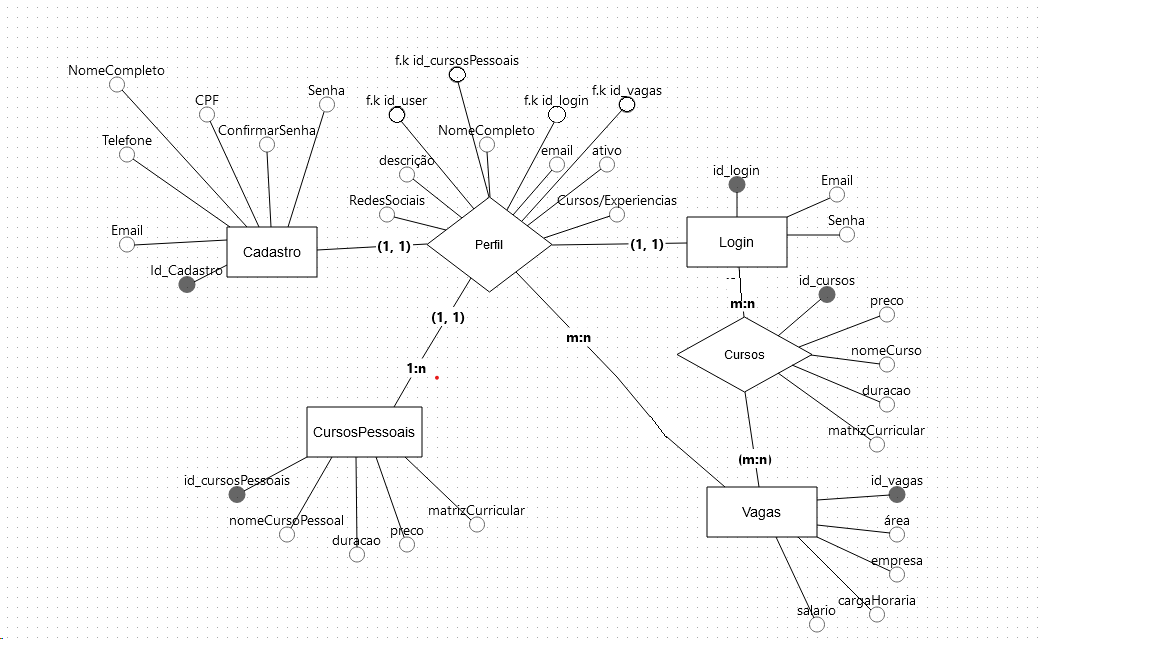 f.k id_cursosPessoais
NomeCompleto
Senha
f.k id_vagas
CPF
f.k id_user
f.k id_login
ConfirmarSenha
NomeCompleto
Telefone
descrição
email
ativo
id_login
Email
RedesSociais
Cursos/Experiencias
Senha
Email
Cadastro
(1, 1)
Perfil
(1, 1)
Login
Id_Cadastro
id_cursos
m:n
preco
(1, 1)
m:n
Cursos
nomeCurso
1:n
duracao
CursosPessoais
matrizCurricular
(m:n)
id_cursosPessoais
id_vagas
nomeCursoPessoal
matrizCurricular
Vagas
área
duracao
preco
empresa
cargaHoraria
salario